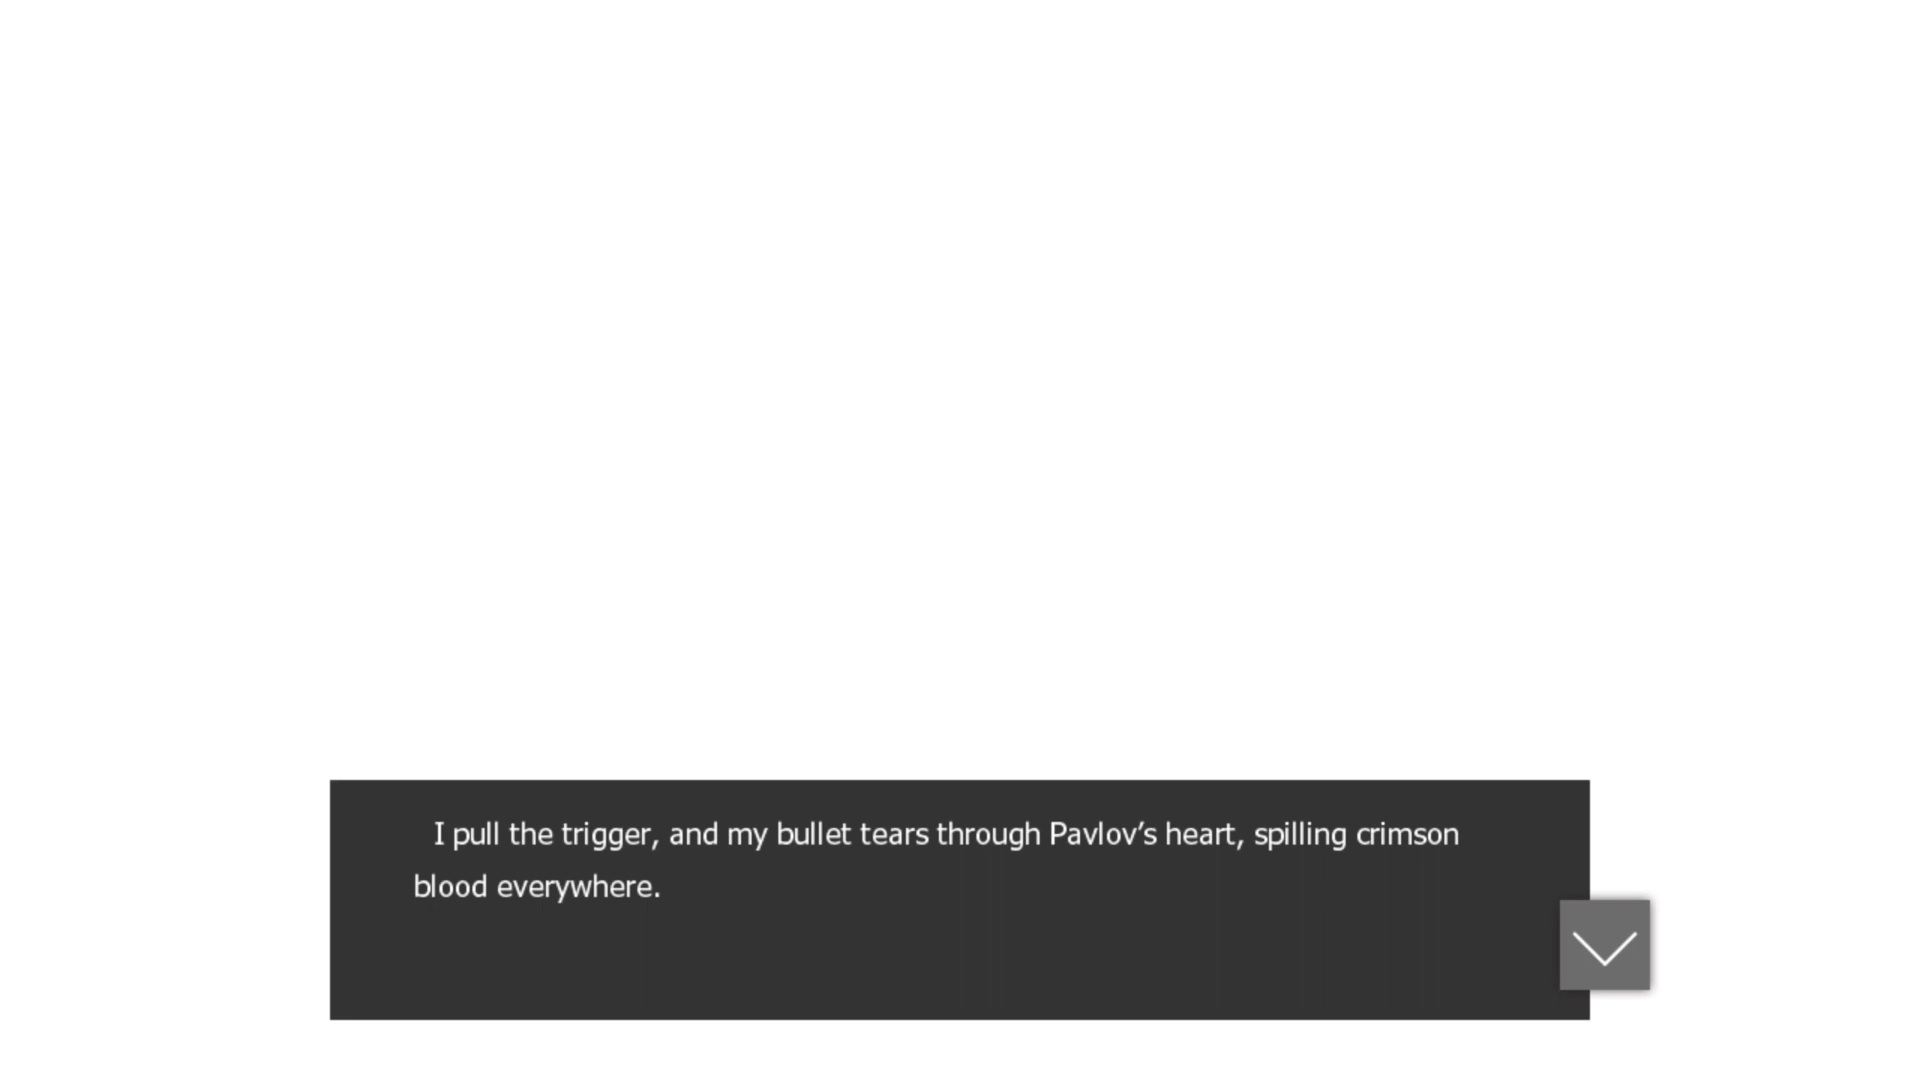 I pull the trigger, and my bullet tears through Pavlov’s heart, spilling crimson
blood everywhere.